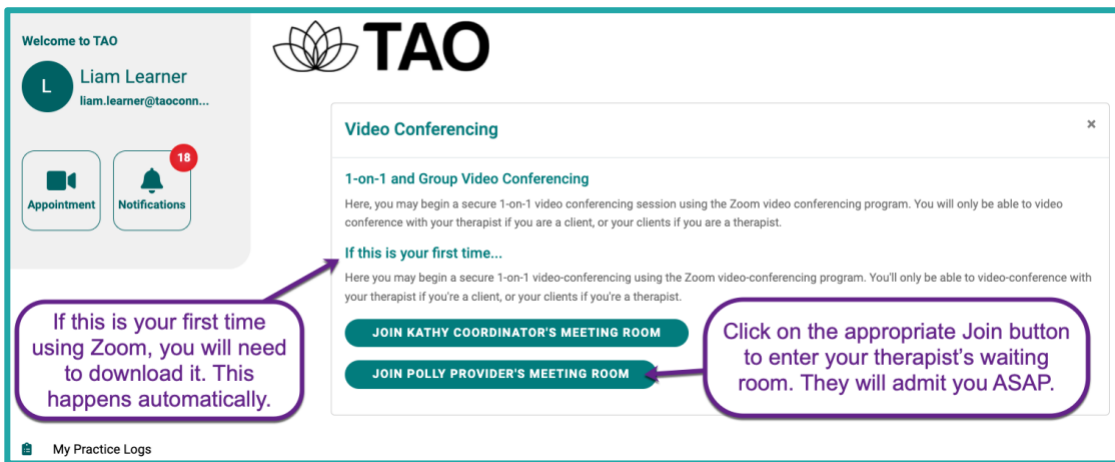 Welcome to TAO
L
Liam Learner
liam.learner@taoconn...
Appointment
18
Notifications
TAO
Video Conferencing
×
1-on-1 and Group Video Conferencing
Here, you may begin a secure 1-on-1 video conferencing session using the Zoom video conferencing program. You will only be able to video
conference with your therapist if you are a client, or your clients if you are a therapist.
If this is your first time...
Here you may begin a secure 1-on-1 video-conferencing using the Zoom video-conferencing program. You'll only be able to video-conference with
your therapist if you're a client, or your clients if you're a therapist.
JOIN KATHY COORDINATOR'S MEETING ROOM
JOIN POLLY PROVIDER'S MEETING ROOM
If this is your first time
using Zoom, you will need
to download it. This
happens automatically.
Click on the appropriate Join button
to enter your therapist’s waiting
room. They will admit you ASAP.
My Practice Logs